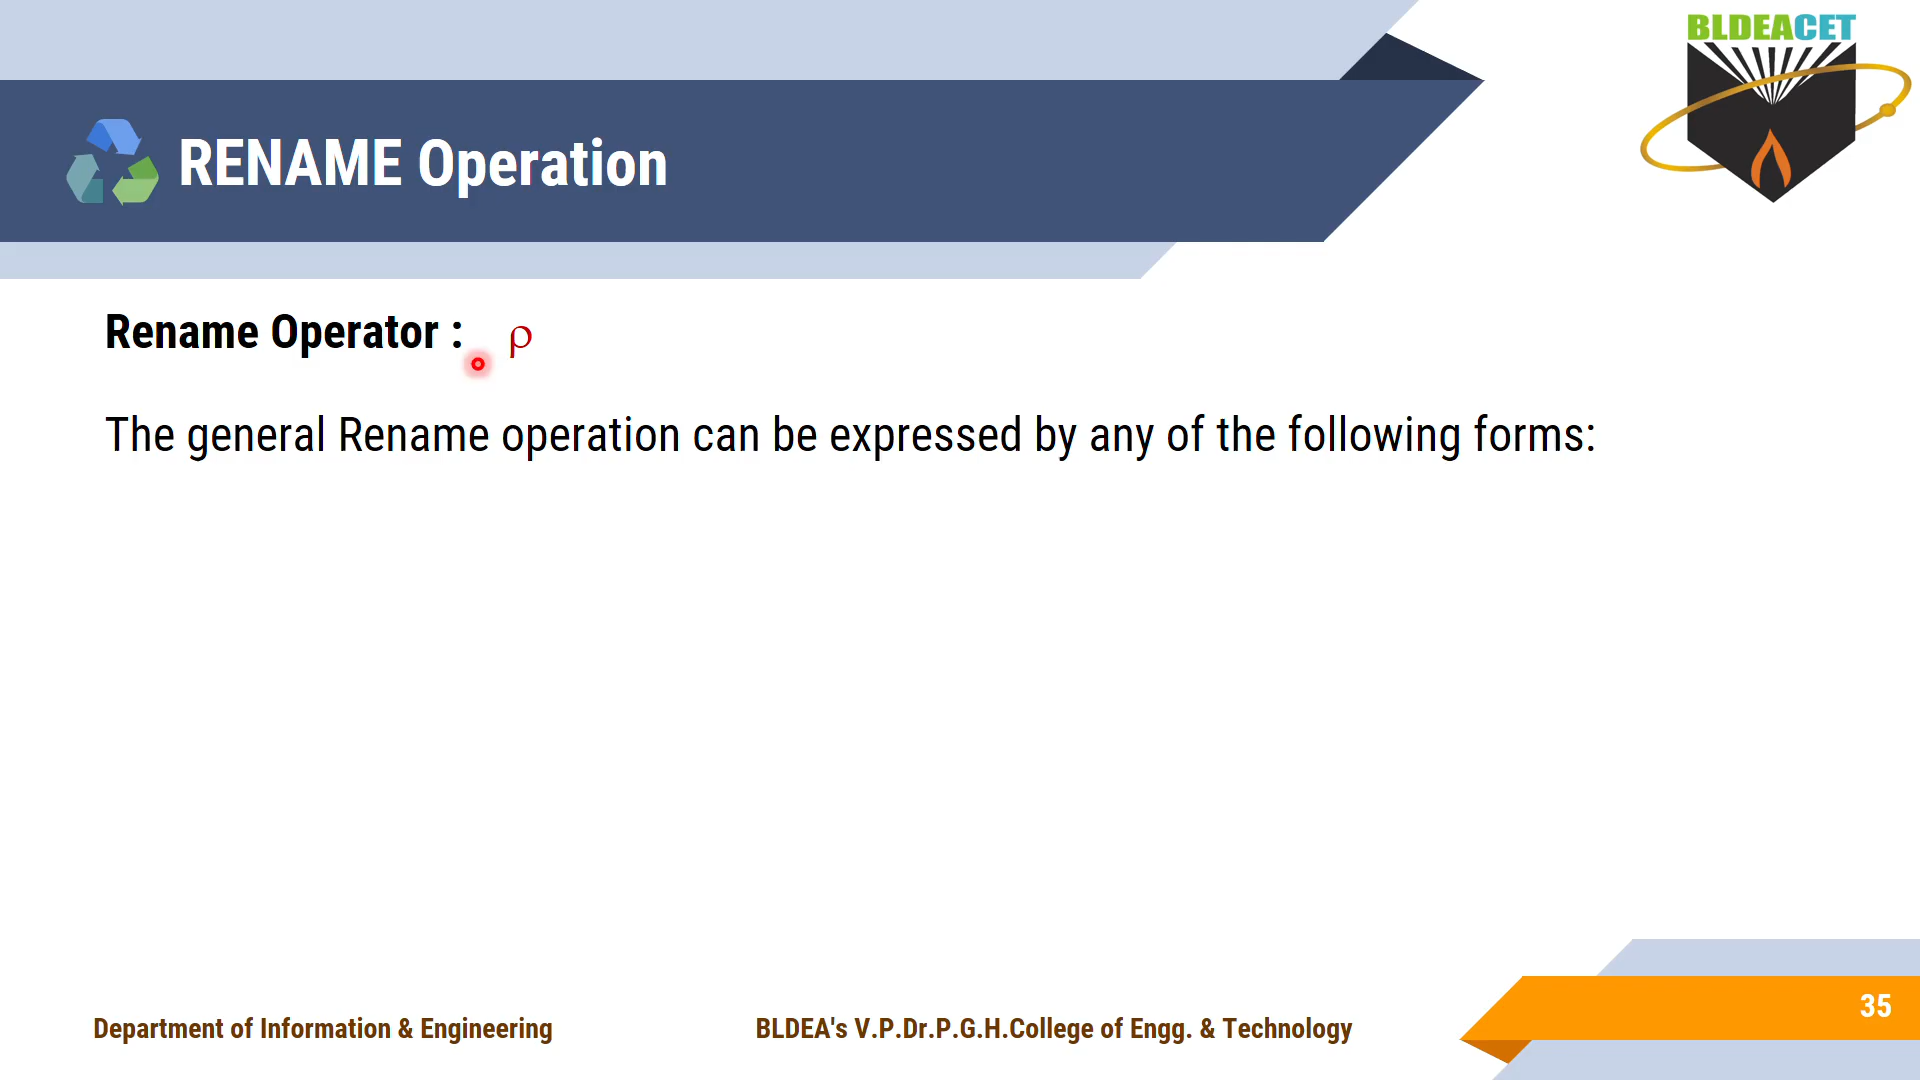 BLDEACET
RENAME Operation
Rename Operator : ρ
The general Rename operation can be expressed by any of the following forms:
35
Department of Information & Engineering
BLDEA's V.P.Dr.P.G.H.College of Engg. & Technology